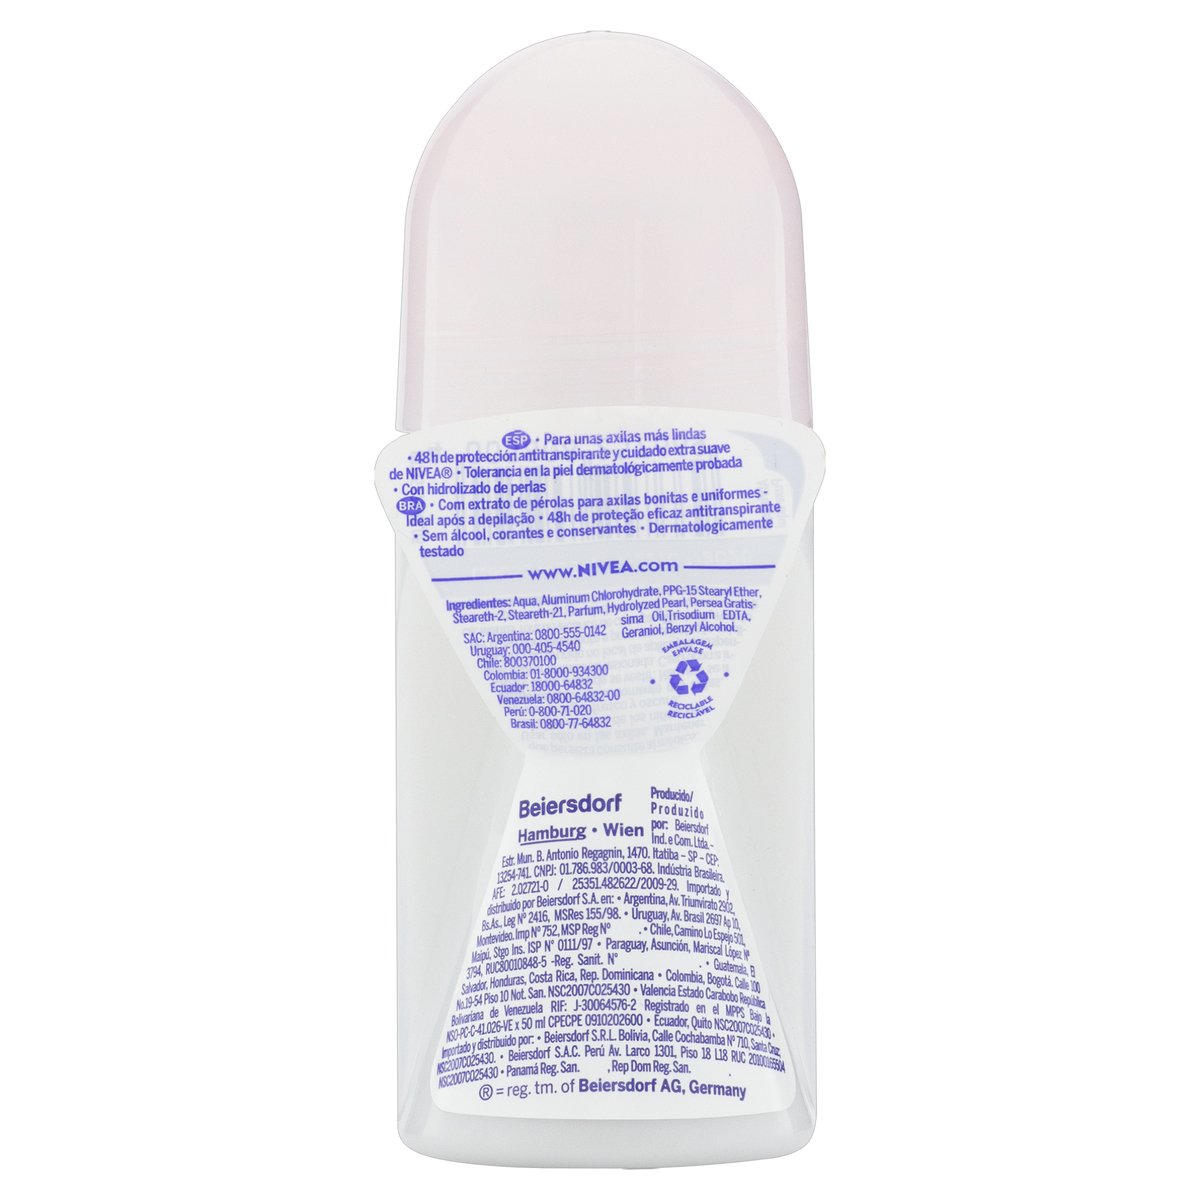 ESP • Para unas axilas más lindas
• 48h de protección antitranspirante y cuidado extra suave
de NIVEA® • Tolerancia en la piel dermatológicamente probada
• Con hidrolizado de perlas
BRA • Com extrato de pérolas para axilas bonitas e uniformes -
Ideal após a depilação • 48h de proteção eficaz antitranspirante
• Sem álcool, corantes e conservantes • Dermatologicamente
testado
www.NIVEA.com
Ingredientes: Aqua, Aluminum Chlorohydrate, PPG-15 Stearyl Ether,
Steareth-2, Steareth-21, Parfum, Hydrolyzed Pearl, Persea Gratis-
sima Oil, Trisodium EDTA,
Geraniol, Benzyl Alcohol.
SAC: Argentina: 0800-555-0142
Uruguay: 000-405-4540
Chile: 800370100
Colombia: 01-8000-934300
Ecuador: 18000-64832
Venezuela: 0800-64832-00
Perú: 0-800-71-020
Brasil: 0800-77-64832
EMBALAGEM
ENVASE
RECICLABLE
RECICLÁVEL
Beiersdorf
Hamburg • Wien
Producido/
Produzido
por: Beiersdorf
Ind. e Com. Ltda. –
Estr. Mun. B. Antonio Regagnin, 1470. Itatiba – SP – CEP:
13254-741. CNPJ: 01.786.983/0003-68. Indústria Brasileira.
AFE: 2.02721-0 / 25351.482622/2009-29. Importado y
distribuido por Beiersdorf S.A. en: • Argentina, Av. Triunvirato 2902,
Bs.As., Leg N° 2416, MSRes 155/98. • Uruguay, Av. Brasil 2697 Ap 10,
Montevideo. Imp N° 752, MSP Reg N° . • Chile, Camino Lo Espejo 501,
Maipú, Stgo Ins. ISP N° 0111/97 • Paraguay, Asunción, Mariscal López N°
3794, RUC80010848-5 -Reg. Sanit. N° . • Guatemala, El
Salvador, Honduras, Costa Rica, Rep. Dominicana • Colombia, Bogotá. Calle 100
No.19-54 Piso 10 Not. San. NSC2007CO25430 • Valencia Estado Carabobo República
Bolivariana de Venezuela RIF: J-30064576-2 Registrado en el MPPS Bajo la
NSO-PC-C-41.026-VE x 50 ml CPECPE 0910202600 • Ecuador, Quito NSC2007CO25430 •
Importado y distribuido por: • Beiersdorf S.R.L. Bolivia, Calle Cochabamba N° 710, Santa Cruz;
NSC2007CO25430. • Beiersdorf S.A.C. Perú Av. Larco 1301, Piso 18 L18 RUC 20100165504
NSC2007CO25430 • Panamá Reg. San. , Rep Dom Reg. San. .
® = reg. tm. of Beiersdorf AG, Germany